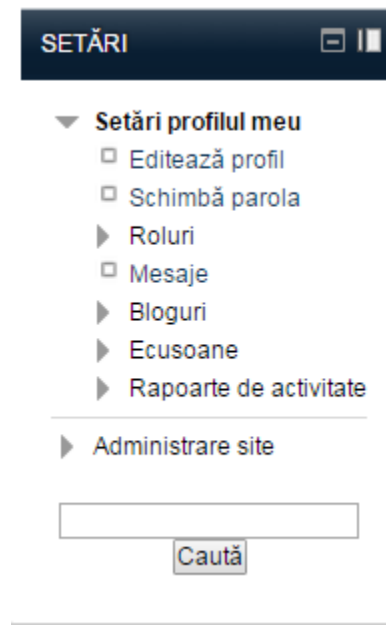 SETĂRI
Setări profilul meu
Editează profil
Schimbă parola
Roluri
Mesaje
Bloguri
Ecusoane
Rapoarte de activitate
Administrare site
Caută